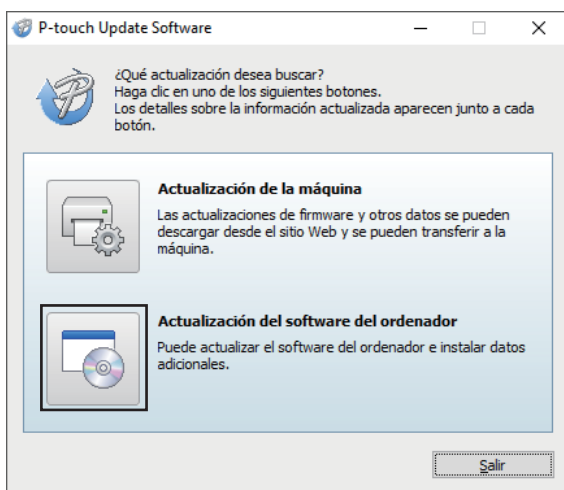 P-touch Update Software
¿Qué actualización desea buscar?
Haga clic en uno de los siguientes botones.
Los detalles sobre la información actualizada aparecen junto a cada
botón.
Actualización de la máquina
Las actualizaciones de firmware y otros datos se pueden
descargar desde el sitio Web y se pueden transferir a la
máquina.
Actualización del software del ordenador
Puede actualizar el software del ordenador e instalar datos
adicionales.
Salir